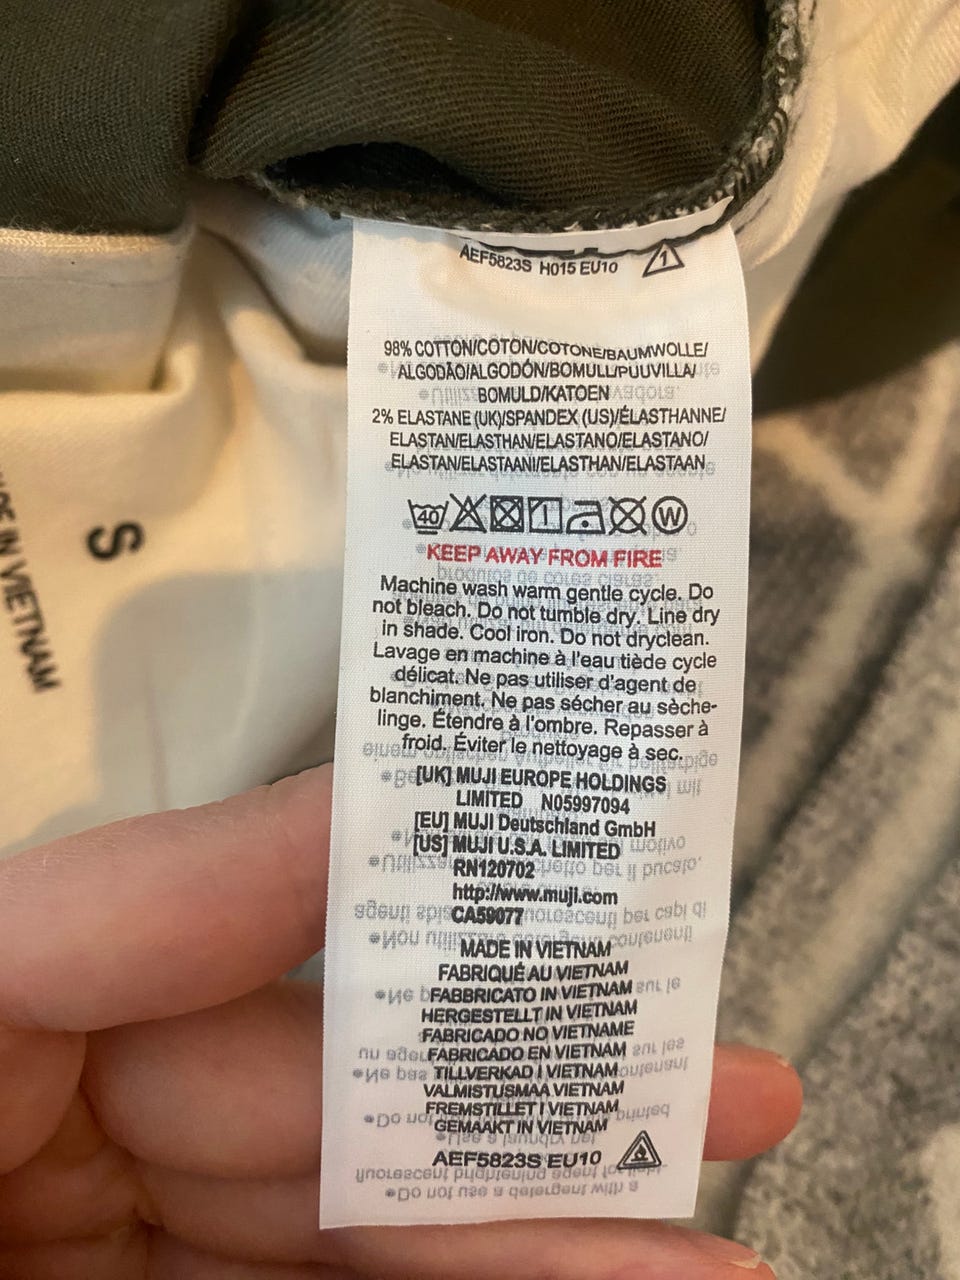 AEF5823S H015 EU10 1
98% COTTON/COTON/COTONE/BAUMWOLLE/
ALGODÃO/ALGODÓN/BOMULL/PUUVILLA/
BOMULD/KATOEN
2% ELASTANE (UK)/SPANDEX (US)/ÉLASTHANNE/
ELASTAN/ELASTHAN/ELASTANO/ELASTANO/
ELASTAN/ELASTAANI/ELASTHAN/ELASTAAN
40 W
KEEP AWAY FROM FIRE
Machine wash warm gentle cycle. Do
not bleach. Do not tumble dry. Line dry
in shade. Cool iron. Do not dryclean.
Lavage en machine à l'eau tiède cycle
délicat. Ne pas utiliser d'agent de
blanchiment. Ne pas sécher au sèche-
linge. Étendre à l'ombre. Repasser à
froid. Éviter le nettoyage à sec.
[UK] MUJI EUROPE HOLDINGS
LIMITED N05997094
[EU] MUJI Deutschland GmbH
[US] MUJI U.S.A. LIMITED
RN120702
http://www.muji.com
CA59077
MADE IN VIETNAM
FABRIQUÉ AU VIETNAM
FABBRICATO IN VIETNAM
HERGESTELLT IN VIETNAM
FABRICADO NO VIETNAME
FABRICADO EN VIETNAM
TILLVERKAD I VIETNAM
VALMISTUSMAA VIETNAM
FREMSTILLET I VIETNAM
GEMAAKT IN VIETNAM
AEF5823S EU10
S
IN VIETNAM